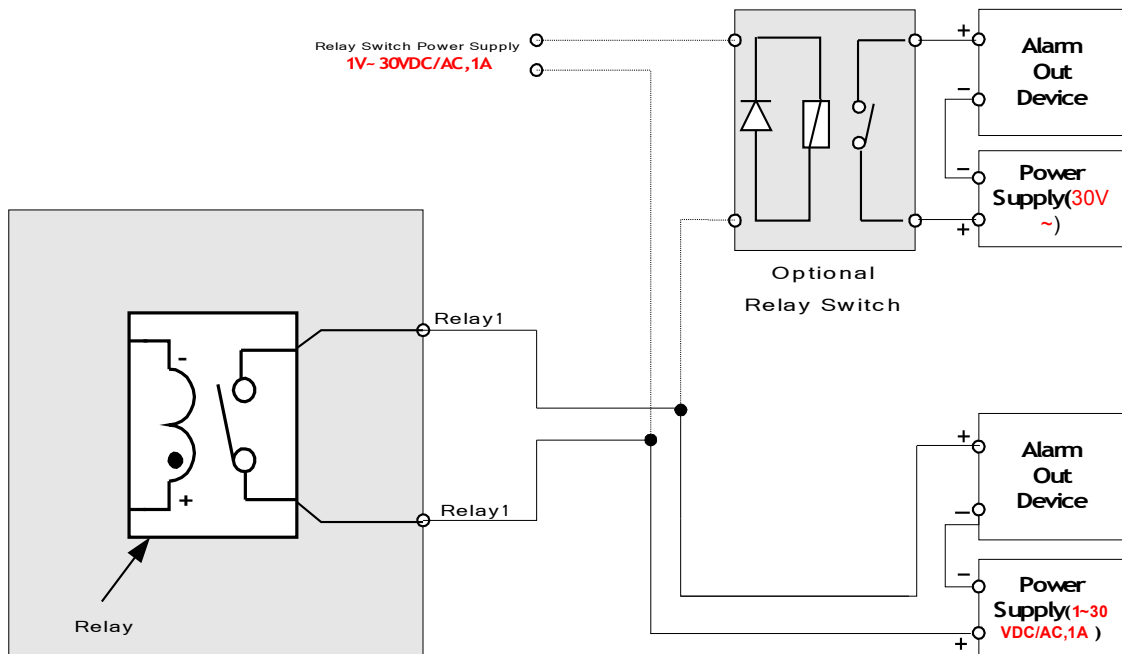 Relay Switch Power Supply
1V~ 30VDC/AC,1A
+
Alarm
Out
Device
−
−
Power
Supply(30V
~)
+
Optional
Relay Switch
Relay1
-
+
Relay1
Relay
+
Alarm
Out
Device
−
−
Power
Supply(1~30
VDC/AC,1A )
+